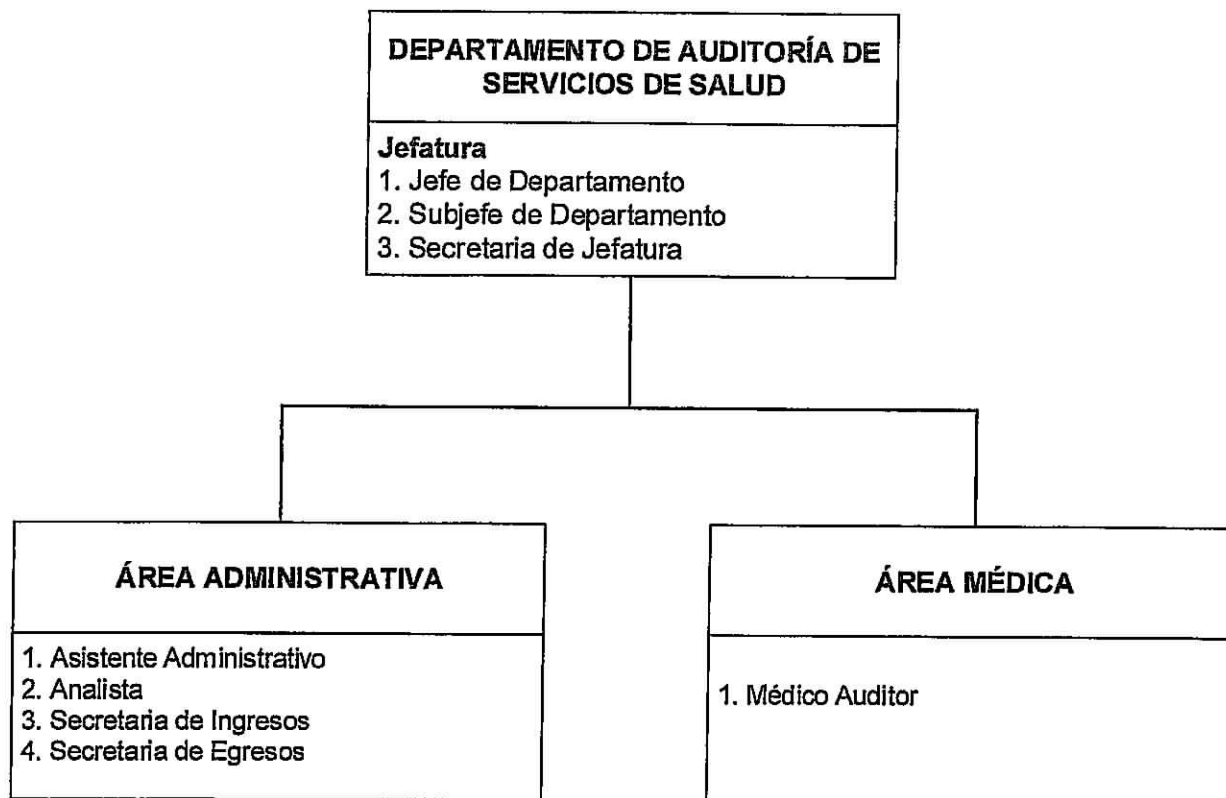 DEPARTAMENTO DE AUDITORÍA DE
SERVICIOS DE SALUD
Jefatura
1. Jefe de Departamento
2. Subjefe de Departamento
3. Secretaria de Jefatura
ÁREA ADMINISTRATIVA
1. Asistente Administrativo
2. Analista
3. Secretaria de Ingresos
4. Secretaria de Egresos
ÁREA MÉDICA
1. Médico Auditor